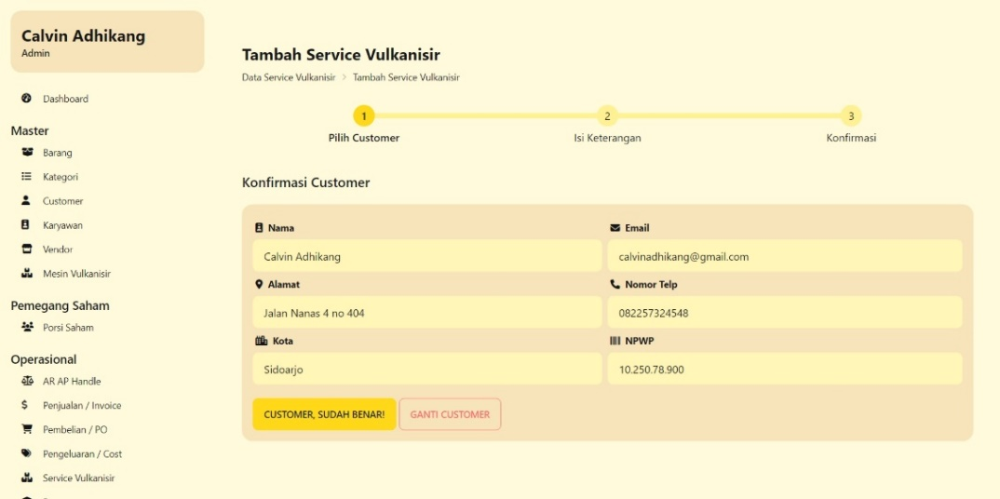 Calvin Adhikang
Admin
Dashboard
Master
Barang
Kategori
Customer
Karyawan
Vendor
Mesin Vulkanisir
Pemegang Saham
Porsi Saham
Operasional
AR AP Handle
Penjualan / Invoice
Pembelian / PO
Pengeluaran / Cost
Service Vulkanisir
Tambah Service Vulkanisir
Data Service Vulkanisir > Tambah Service Vulkanisir
1 2 3
Pilih Customer Isi Keterangan Konfirmasi
Konfirmasi Customer
Nama Email
Calvin Adhikang calvinadhikang@gmail.com
Alamat Nomor Telp
Jalan Nanas 4 no 404 082257324548
Kota NPWP
Sidoarjo 10.250.78.900
CUSTOMER, SUDAH BENAR! GANTI CUSTOMER